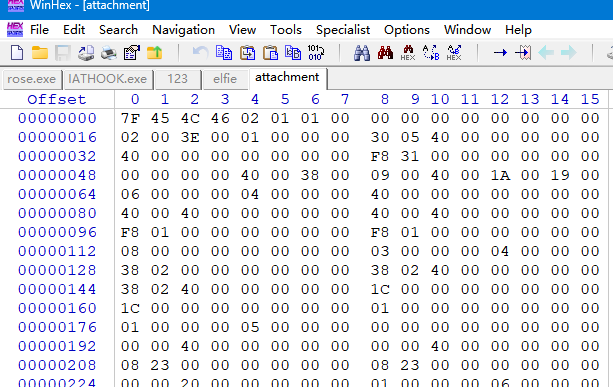 WinHex - [attachment]
File Edit Search Navigation View Tools Specialist Options Window Help
rose.exe IATHOOK.exe 123 elfie attachment
Offset 0 1 2 3 4 5 6 7 8 9 10 11 12 13 14 15
00000000 7F 45 4C 46 02 01 01 00 00 00 00 00 00 00 00 00
00000016 02 00 3E 00 01 00 00 00 30 05 40 00 00 00 00 00
00000032 40 00 00 00 00 00 00 00 F8 31 00 00 00 00 00 00
00000048 00 00 00 00 40 00 38 00 09 00 40 00 1A 00 19 00
00000064 06 00 00 00 04 00 00 00 40 00 00 00 00 00 00 00
00000080 40 00 40 00 00 00 00 00 40 00 40 00 00 00 00 00
00000096 F8 01 00 00 00 00 00 00 F8 01 00 00 00 00 00 00
00000112 08 00 00 00 00 00 00 00 03 00 00 00 04 00 00 00
00000128 38 02 00 00 00 00 00 00 38 02 40 00 00 00 00 00
00000144 38 02 40 00 00 00 00 00 1C 00 00 00 00 00 00 00
00000160 1C 00 00 00 00 00 00 00 01 00 00 00 00 00 00 00
00000176 01 00 00 00 05 00 00 00 00 00 00 00 00 00 00 00
00000192 00 00 40 00 00 00 00 00 00 00 40 00 00 00 00 00
00000208 08 23 00 00 00 00 00 00 08 23 00 00 00 00 00 00
00000224 00 00 20 00 00 00 00 00 01 00 00 00 06 00 00 00